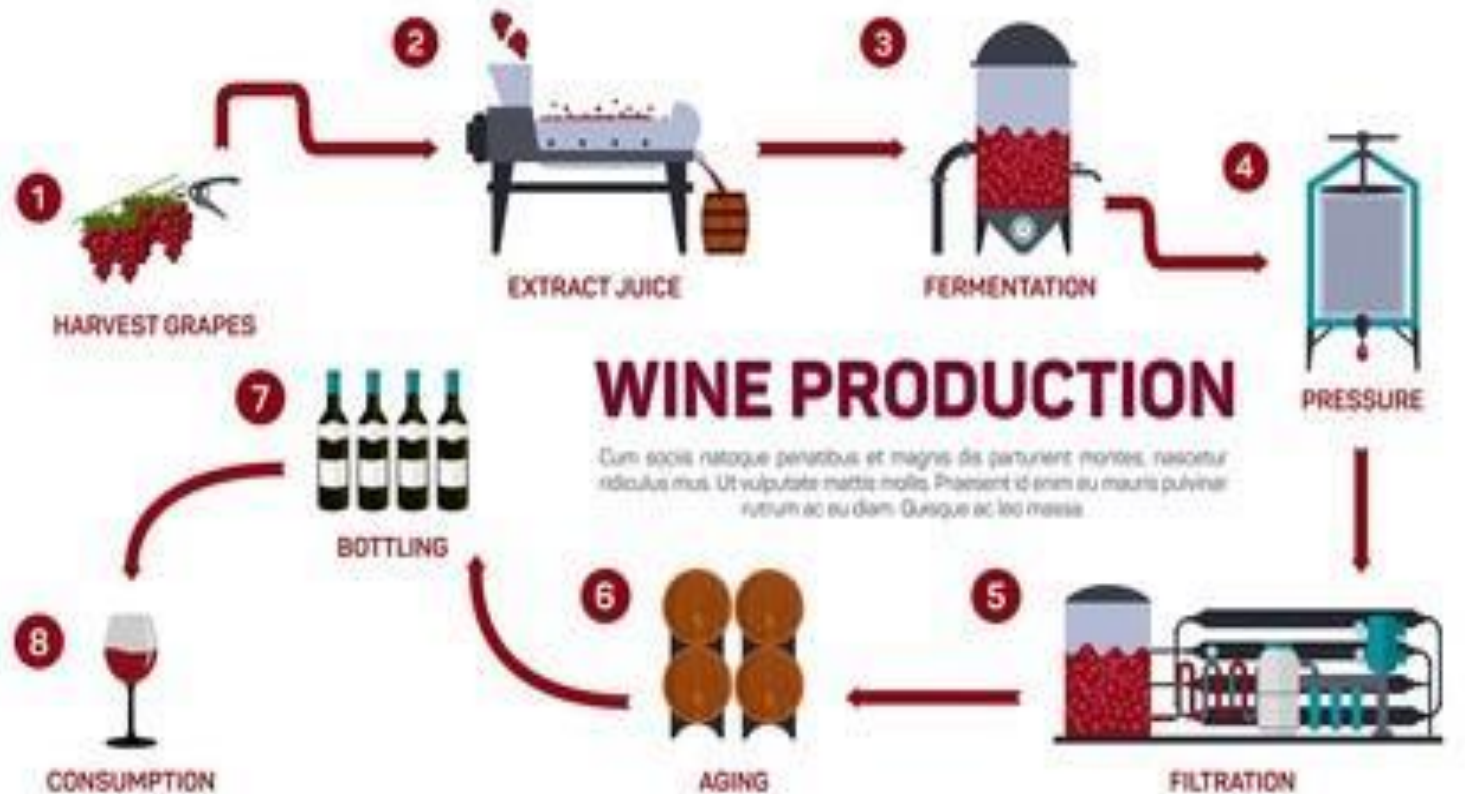 1
HARVEST GRAPES
2
EXTRACT JUICE
3
FERMENTATION
4
PRESSURE
WINE PRODUCTION
Cum sociis natoque penatibus et magnis dis parturient montes, nascetur
ridiculus mus. Ut vulputate mattis mollis. Praesent id enim eu mauris pulvinar
rutrum ac eu diam. Quisque ac leo massa.
5
FILTRATION
6
AGING
7
BOTTLING
8
CONSUMPTION